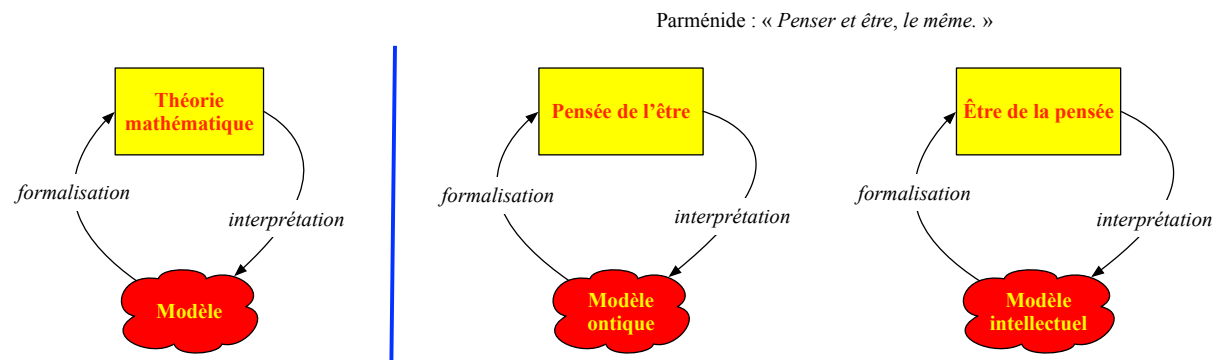 Parménide : « Penser et être, le même. »
Théorie
mathématique
formalisation
interprétation
Modèle
Pensée de l’être
formalisation
interprétation
Modèle
ontique
Être de la pensée
formalisation
interprétation
Modèle
intellectuel